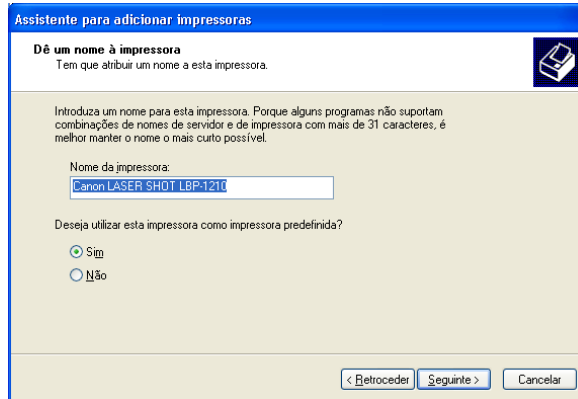 Assistente para adicionar impressoras
Dê um nome à impressora
Tem que atribuir um nome a esta impressora.
Introduza um nome para esta impressora. Porque alguns programas não suportam
combinações de nomes de servidor e de impressora com mais de 31 caracteres, é
melhor manter o nome o mais curto possível.
Nome da impressora:
Canon LASER SHOT LBP-1210
Deseja utilizar esta impressora como impressora predefinida?
Sim
Não
< Retroceder Seguinte > Cancelar